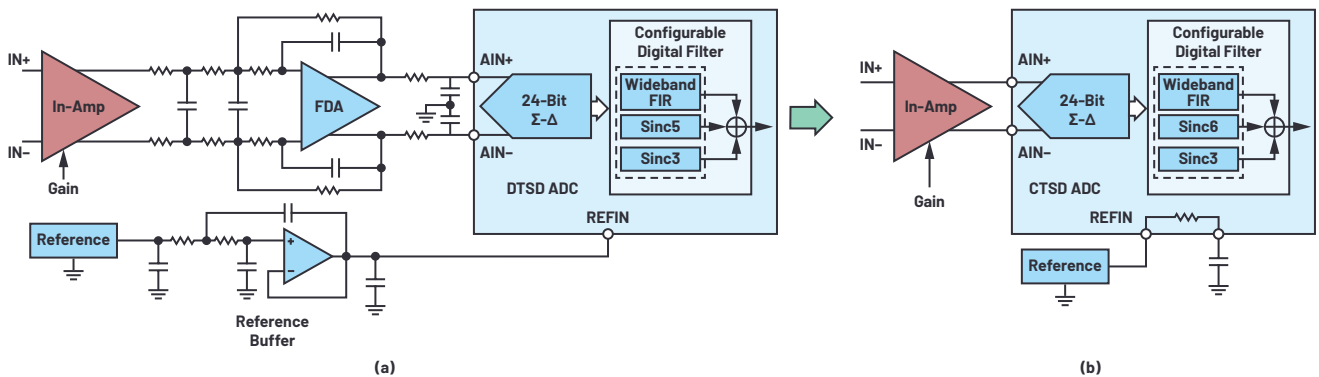 IN+
In-Amp
IN−
Gain
FDA
AIN+
24-Bit
Σ-Δ
AIN−
DTSD ADC
Configurable
Digital Filter
Wideband
FIR
Sinc5
Sinc3
REFIN
Reference
+
−
Reference
Buffer
(a)
IN+
In-Amp
IN−
Gain
AIN+
24-Bit
Σ-Δ
AIN−
CTSD ADC
Configurable
Digital Filter
Wideband
FIR
Sinc6
Sinc3
REFIN
Reference
(b)